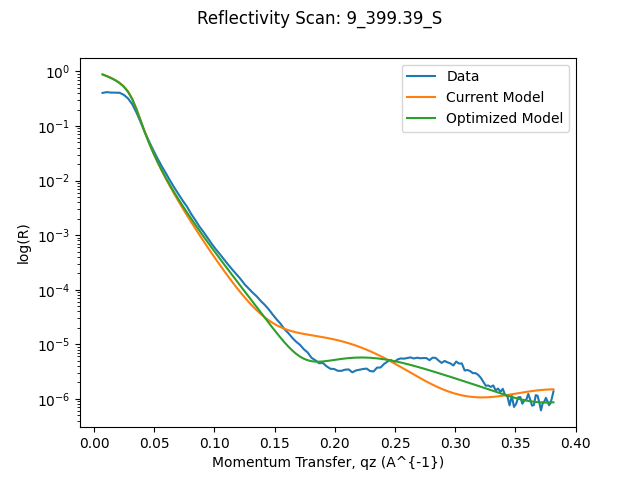 Reflectivity Scan: 9_399.39_S
Data
Current Model
Optimized Model
log(R)
10^0
10^{-1}
10^{-2}
10^{-3}
10^{-4}
10^{-5}
10^{-6}
0.00 0.05 0.10 0.15 0.20 0.25 0.30 0.35 0.40
Momentum Transfer, qz (A^{-1})